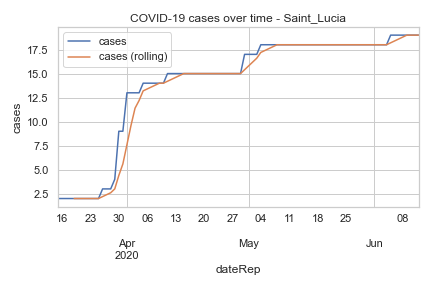 COVID-19 cases over time - Saint_Lucia
cases
cases (rolling)
17.5
15.0
12.5
10.0
7.5
5.0
2.5
cases
16 23 30 06 13 20 27 04 11 18 25 08
Apr May Jun
2020
dateRep